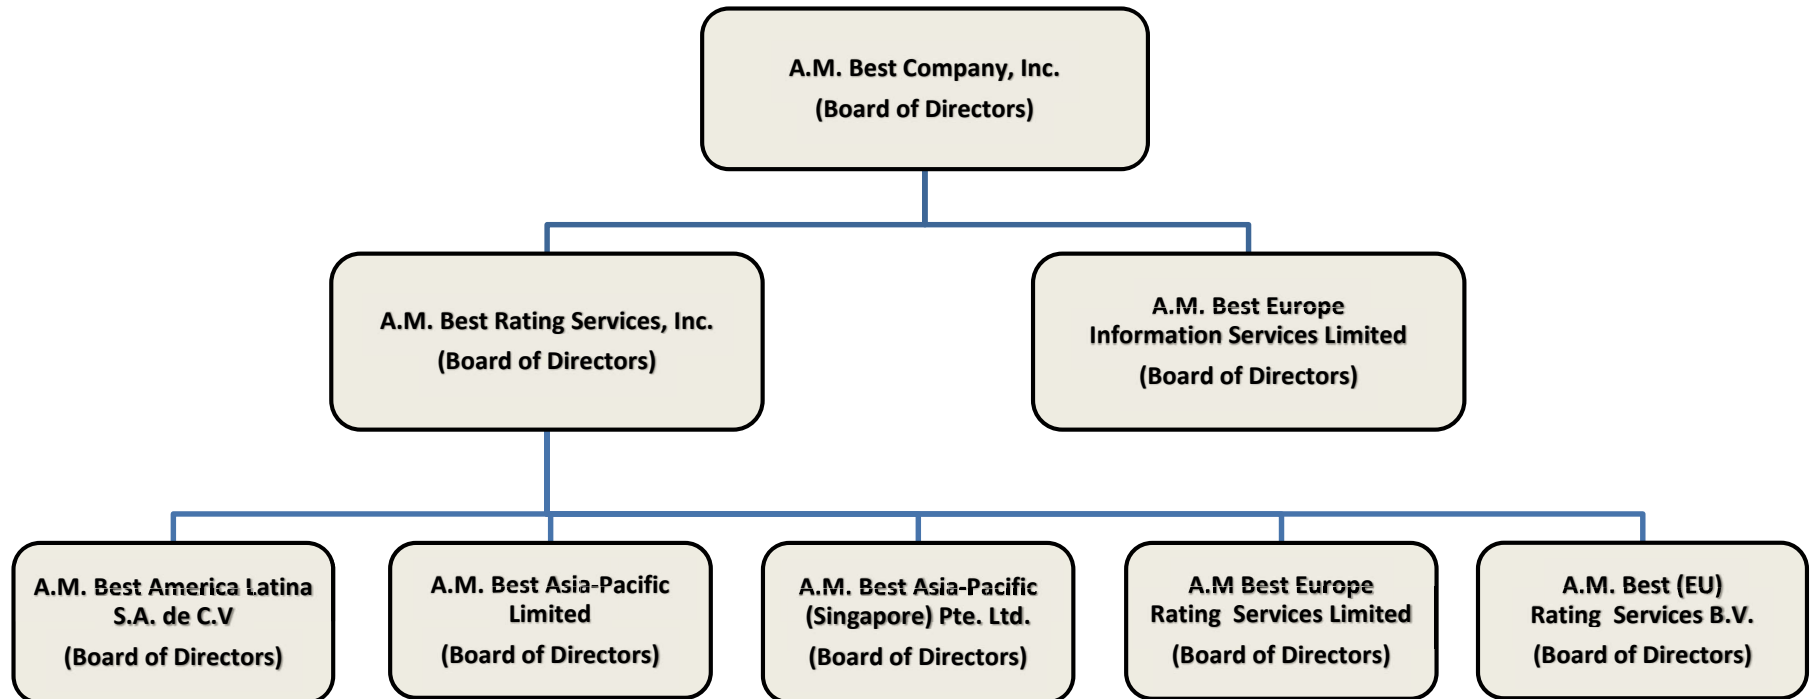 A.M. Best Company, Inc.
(Board of Directors)
A.M. Best Rating Services, Inc.
(Board of Directors)
A.M. Best Europe
Information Services Limited
(Board of Directors)
A.M. Best America Latina
S.A. de C.V
(Board of Directors)
A.M. Best Asia-Pacific
Limited
(Board of Directors)
A.M. Best Asia-Pacific
(Singapore) Pte. Ltd.
(Board of Directors)
A.M Best Europe
Rating Services Limited
(Board of Directors)
A.M. Best (EU)
Rating Services B.V.
(Board of Directors)